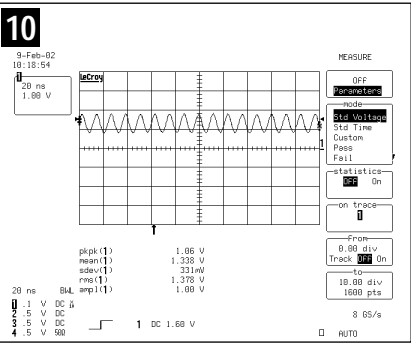 10
9-Feb-02
10:18:54
1
20 ns
1.00 V
LeCroy
1
pkpk(1) 1.06 V
mean(1) 1.338 V
sdev(1) 331mV
rms(1) 1.378 V
ampl(1) 1.00 V
20 ns BWL
1 .1 V DC
2 .5 V DC
3 .5 V DC
4 .5 V 50Ω
1 DC 1.60 V
MEASURE
OFF
Parameters
mode
Std Voltage
Std Time
Custom
Pass
Fail
statistics
OFF On
on trace
1
From
0.00 div
Track OFF On
to
10.00 div
1600 pts
8 GS/s
AUTO